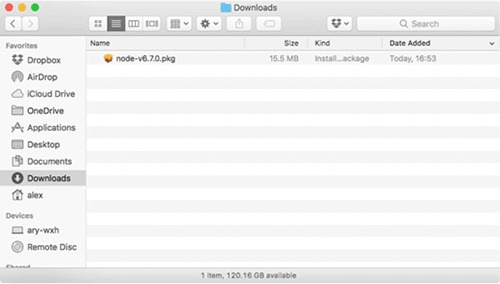 Downloads
Search
Favorites
Dropbox
AirDrop
iCloud Drive
OneDrive
Applications
Desktop
Documents
Downloads
alex
Devices
ary-wxh
Remote Disc
Shared
Name Size Kind Date Added
node-v6.7.0.pkg 15.5 MB Install...ackage Today, 16:53
1 item, 120.16 GB available